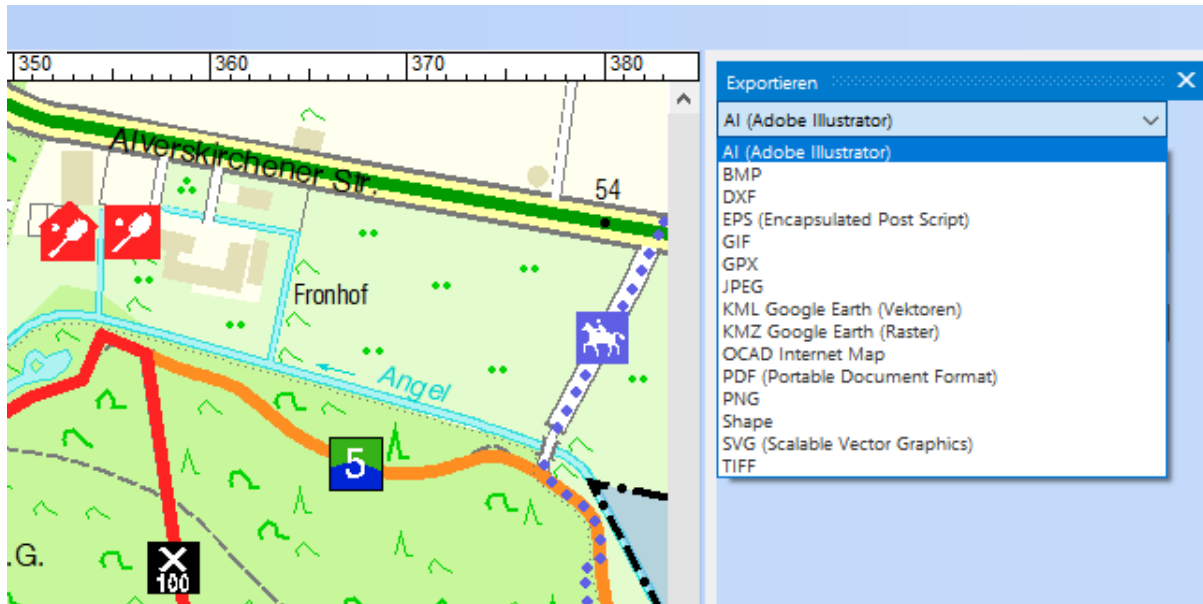 350 360 370 380
Alverskirchener Str.
54
Fronhof
Angel
5
.G.
X
100
Exportieren
AI (Adobe Illustrator)
AI (Adobe Illustrator)
BMP
DXF
EPS (Encapsulated Post Script)
GIF
GPX
JPEG
KML Google Earth (Vektoren)
KMZ Google Earth (Raster)
OCAD Internet Map
PDF (Portable Document Format)
PNG
Shape
SVG (Scalable Vector Graphics)
TIFF